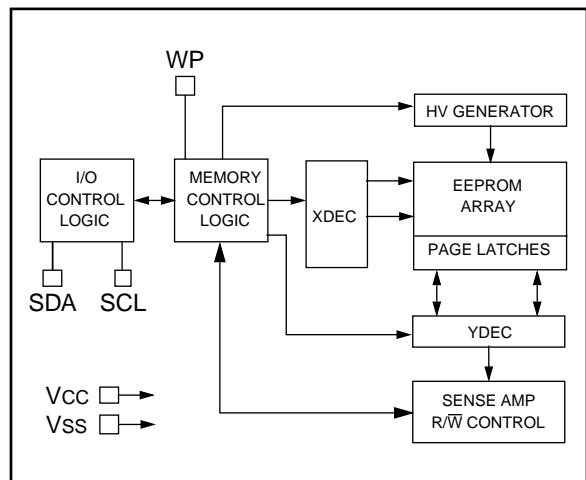 WP
HV GENERATOR
I/O
CONTROL
LOGIC
MEMORY
CONTROL
LOGIC
XDEC
EEPROM
ARRAY
PAGE LATCHES
SDA
SCL
YDEC
VCC
VSS
SENSE AMP
R/W̅ CONTROL